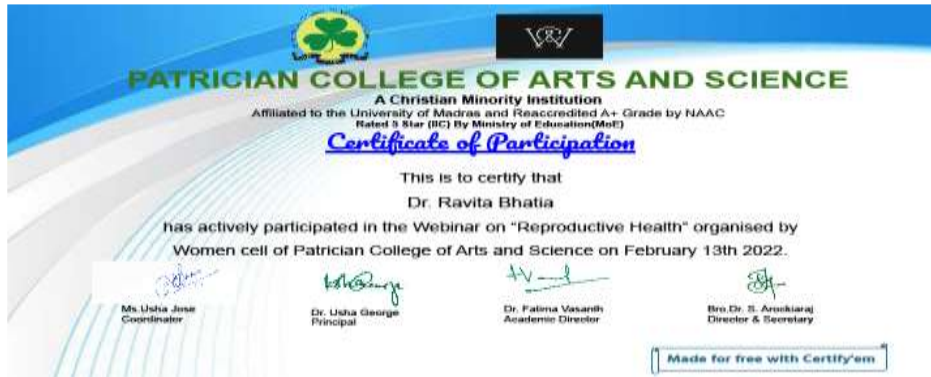 PATRICIAN COLLEGE OF ARTS AND SCIENCE
A Christian Minority Institution
Affiliated to the University of Madras and Reaccredited A+ Grade by NAAC
Rated 3 Star (IIC) By Ministry of Education(MoE)
Certificate of Participation
This is to certify that
Dr. Ravita Bhatia
has actively participated in the Webinar on "Reproductive Health" organised by
Women cell of Patrician College of Arts and Science on February 13th 2022.
Ms.Usha Jose
Coordinator
Dr. Usha George
Principal
Dr. Fatima Vasanth
Academic Director
Bro.Dr. S. Arockiaraj
Director & Secretary
Made for free with Certify'em